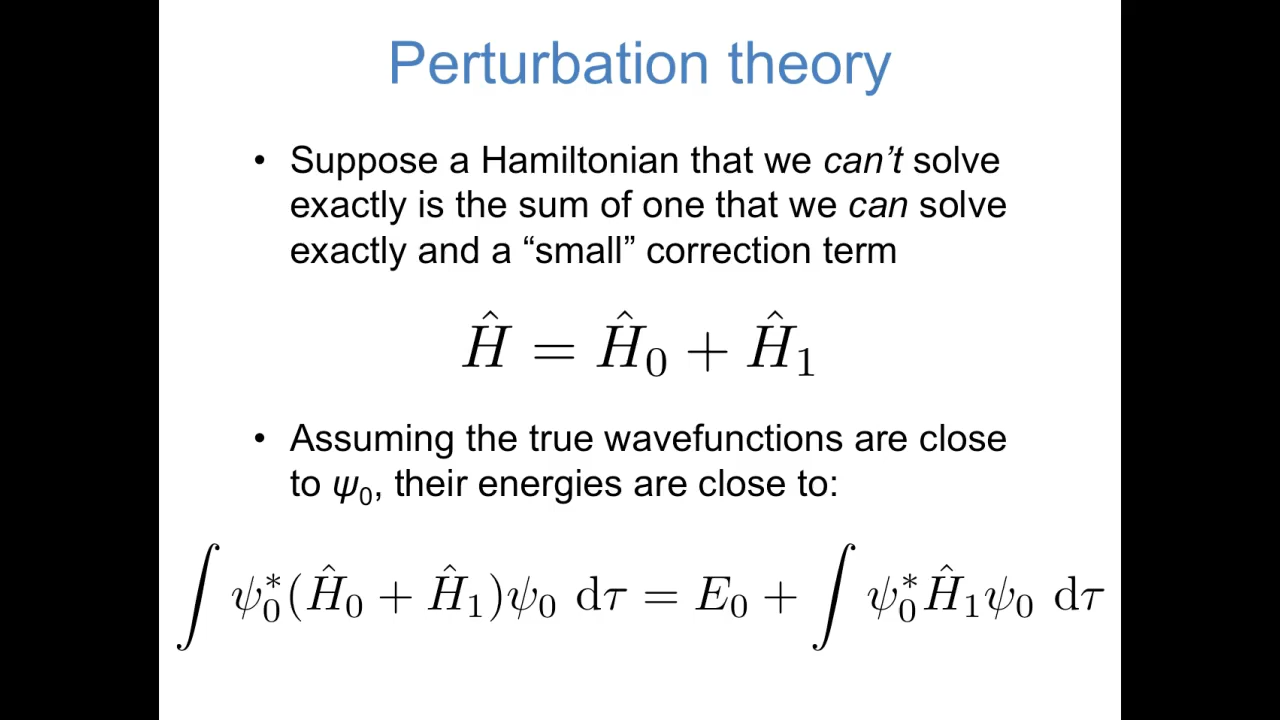 Perturbation theory
• Suppose a Hamiltonian that we can’t solve
exactly is the sum of one that we can solve
exactly and a “small” correction term
Ĥ = Ĥ₀ + Ĥ₁
• Assuming the true wavefunctions are close
to ψ₀, their energies are close to:
∫ ψ₀*(Ĥ₀ + Ĥ₁)ψ₀ dτ = E₀ + ∫ ψ₀*Ĥ₁ψ₀ dτ